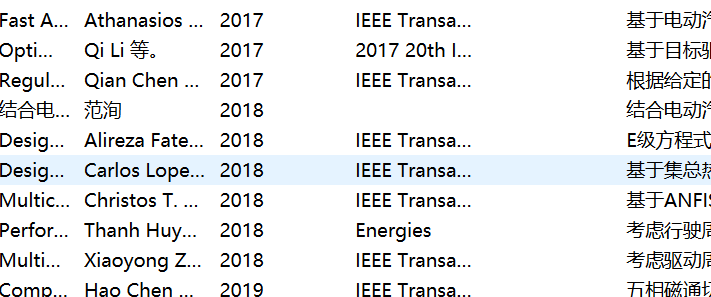 Fast A... Athanasios ... 2017 IEEE Transa... 基于电动汽
Opti... Qi Li 等。 2017 2017 20th I... 基于目标驱
Regul... Qian Chen ... 2017 IEEE Transa... 根据给定的
结合电... 范洵 2018 结合电动汽
Desig... Alireza Fate... 2018 IEEE Transa... E级方程式
Desig... Carlos Lope... 2018 IEEE Transa... 基于集总热
Multic... Christos T. ... 2018 IEEE Transa... 基于ANFIS
Perfor... Thanh Huy... 2018 Energies 考虑行驶周
Multi... Xiaoyong Z... 2018 IEEE Transa... 考虑驱动周
Comp... Hao Chen ... 2019 IEEE Transa... 五相磁通切